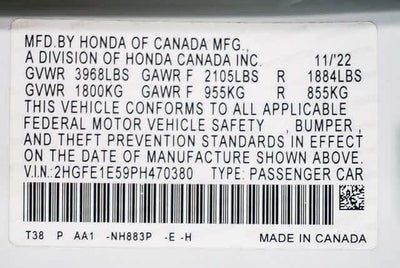 MFD.BY HONDA OF CANADA MFG.,
A DIVISION OF HONDA CANADA INC. 11/'22
GVWR 3968LBS GAWR F 2105LBS R 1884LBS
GVWR 1800KG GAWR F 955KG R 855KG
THIS VEHICLE CONFORMS TO ALL APPLICABLE
FEDERAL MOTOR VEHICLE SAFETY , BUMPER ,
AND THEFT PREVENTION STANDARDS IN EFFECT
ON THE DATE OF MANUFACTURE SHOWN ABOVE.
V.I.N: 2HGFE1E59PH470380 TYPE: PASSENGER CAR
T38 P AA1 -NH883P -E -H MADE IN CANADA